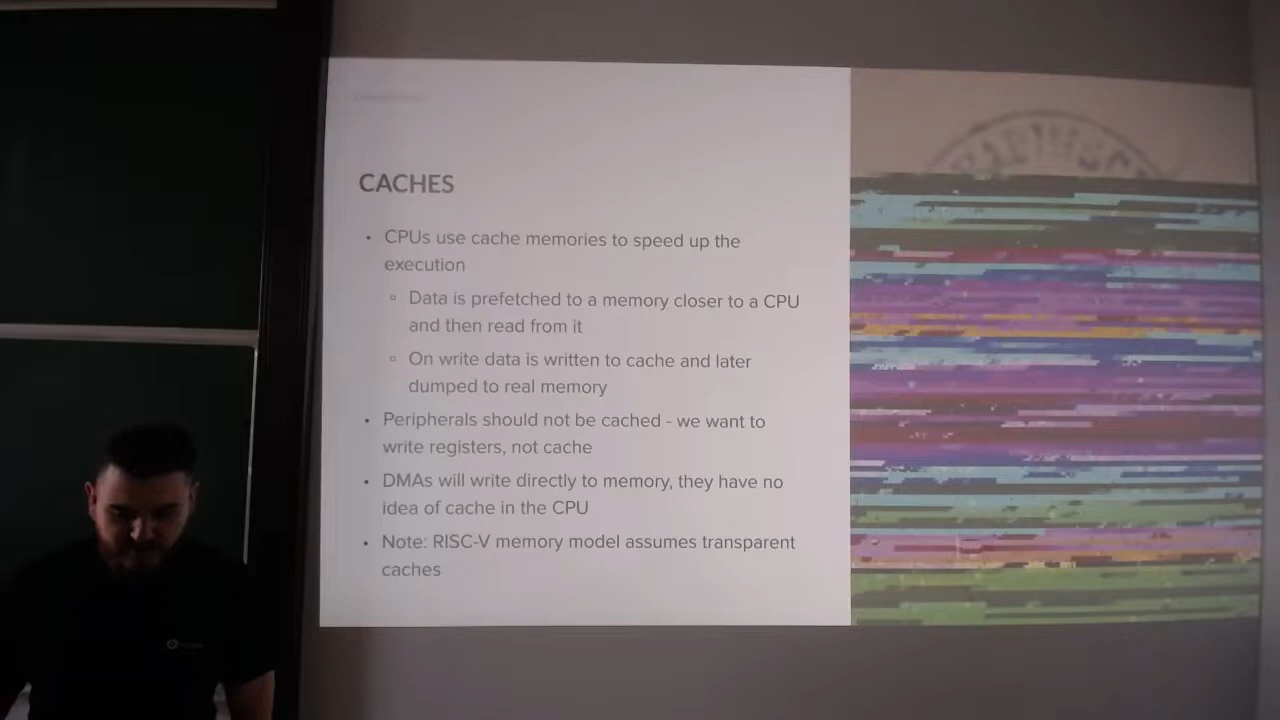 CACHES
• CPUs use cache memories to speed up the
execution
▫ Data is prefetched to a memory closer to a CPU
and then read from it
▫ On write data is written to cache and later
dumped to real memory
• Peripherals should not be cached - we want to
write registers, not cache
• DMAs will write directly to memory, they have no
idea of cache in the CPU
• Note: RISC-V memory model assumes transparent
caches